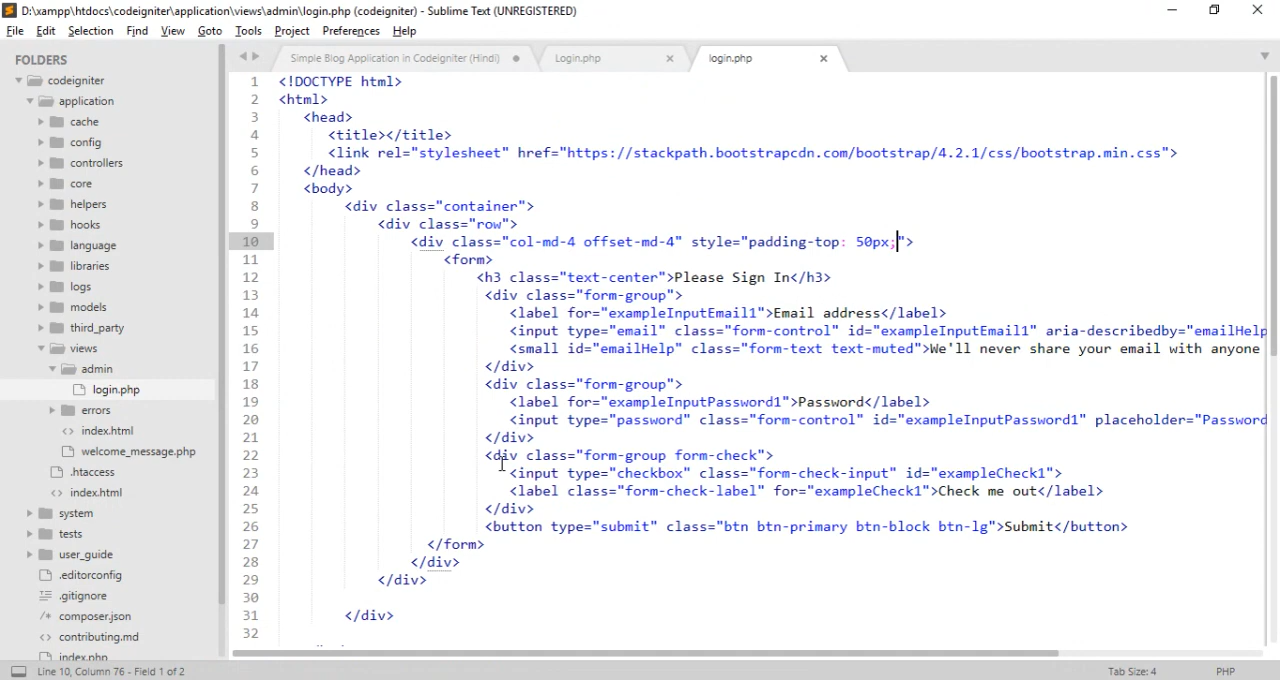 D:\xampp\htdocs\codeigniter\application\views\admin\login.php (codeigniter) - Sublime Text (UNREGISTERED)
File Edit Selection Find View Goto Tools Project Preferences Help
FOLDERS
codeigniter
application
cache
config
controllers
core
helpers
hooks
language
libraries
logs
models
third_party
views
admin
login.php
errors
index.html
welcome_message.php
.htaccess
index.html
system
tests
user_guide
.editorconfig
.gitignore
composer.json
contributing.md
index.php
Simple Blog Application in Codeigniter (Hindi) Login.php login.php
1 <!DOCTYPE html>
2 <html>
3 <head>
4 <title></title>
5 <link rel="stylesheet" href="https://stackpath.bootstrapcdn.com/bootstrap/4.2.1/css/bootstrap.min.css">
6 </head>
7 <body>
8 <div class="container">
9 <div class="row">
10 <div class="col-md-4 offset-md-4" style="padding-top: 50px;">
11 <form>
12 <h3 class="text-center">Please Sign In</h3>
13 <div class="form-group">
14 <label for="exampleInputEmail1">Email address</label>
15 <input type="email" class="form-control" id="exampleInputEmail1" aria-describedby="emailHelp
16 <small id="emailHelp" class="form-text text-muted">We'll never share your email with anyone
17 </div>
18 <div class="form-group">
19 <label for="exampleInputPassword1">Password</label>
20 <input type="password" class="form-control" id="exampleInputPassword1" placeholder="Password
21 </div>
22 <div class="form-group form-check">
23 <input type="checkbox" class="form-check-input" id="exampleCheck1">
24 <label class="form-check-label" for="exampleCheck1">Check me out</label>
25 </div>
26 <button type="submit" class="btn btn-primary btn-block btn-lg">Submit</button>
27 </form>
28 </div>
29 </div>
30
31 </div>
32
Line 10, Column 76 - Field 1 of 2 Tab Size: 4 PHP